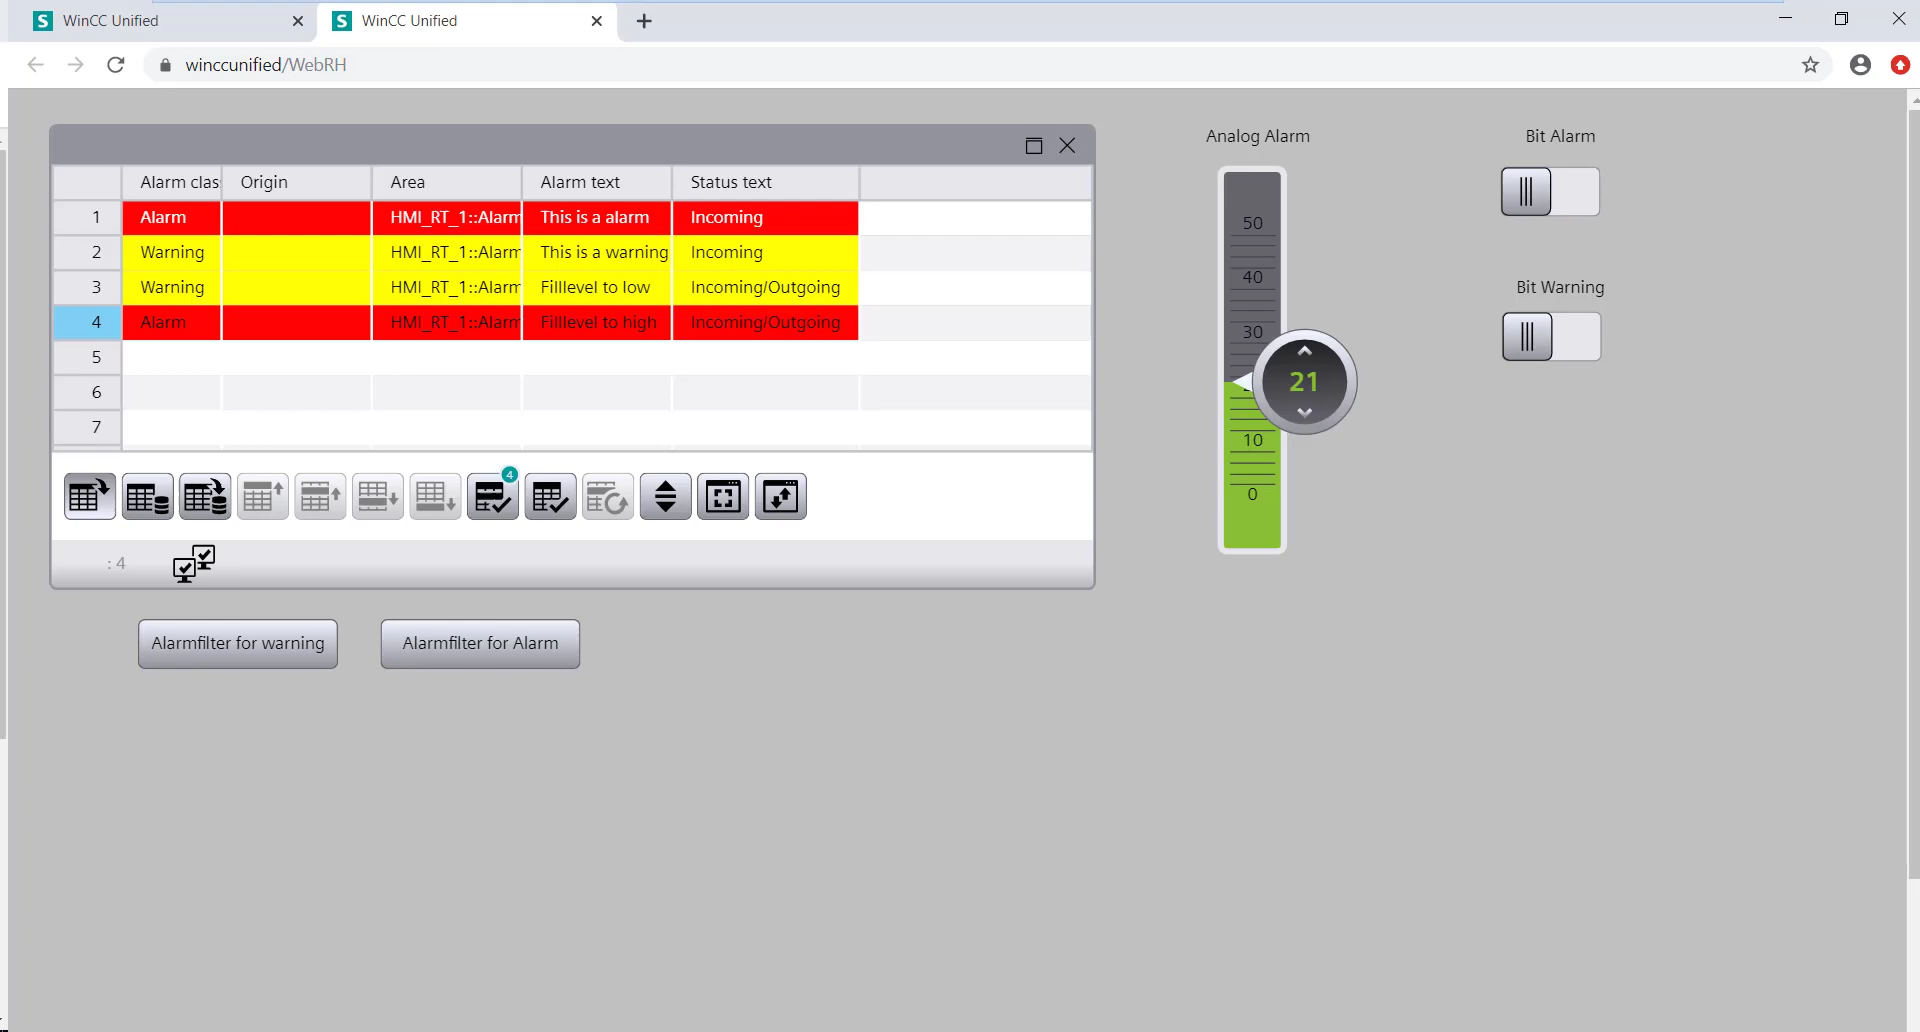 S WinCC Unified
S WinCC Unified
winccunified/WebRH
Alarm clas Origin Area Alarm text Status text
1 Alarm HMI_RT_1::Alarm This is a alarm Incoming
2 Warning HMI_RT_1::Alarm This is a warning Incoming
3 Warning HMI_RT_1::Alarm Filllevel to low Incoming/Outgoing
4 Alarm HMI_RT_1::Alarm Filllevel to high Incoming/Outgoing
5
6
7
4
: 4
Alarmfilter for warning
Alarmfilter for Alarm
Analog Alarm
50
40
30
21
10
0
Bit Alarm
Bit Warning